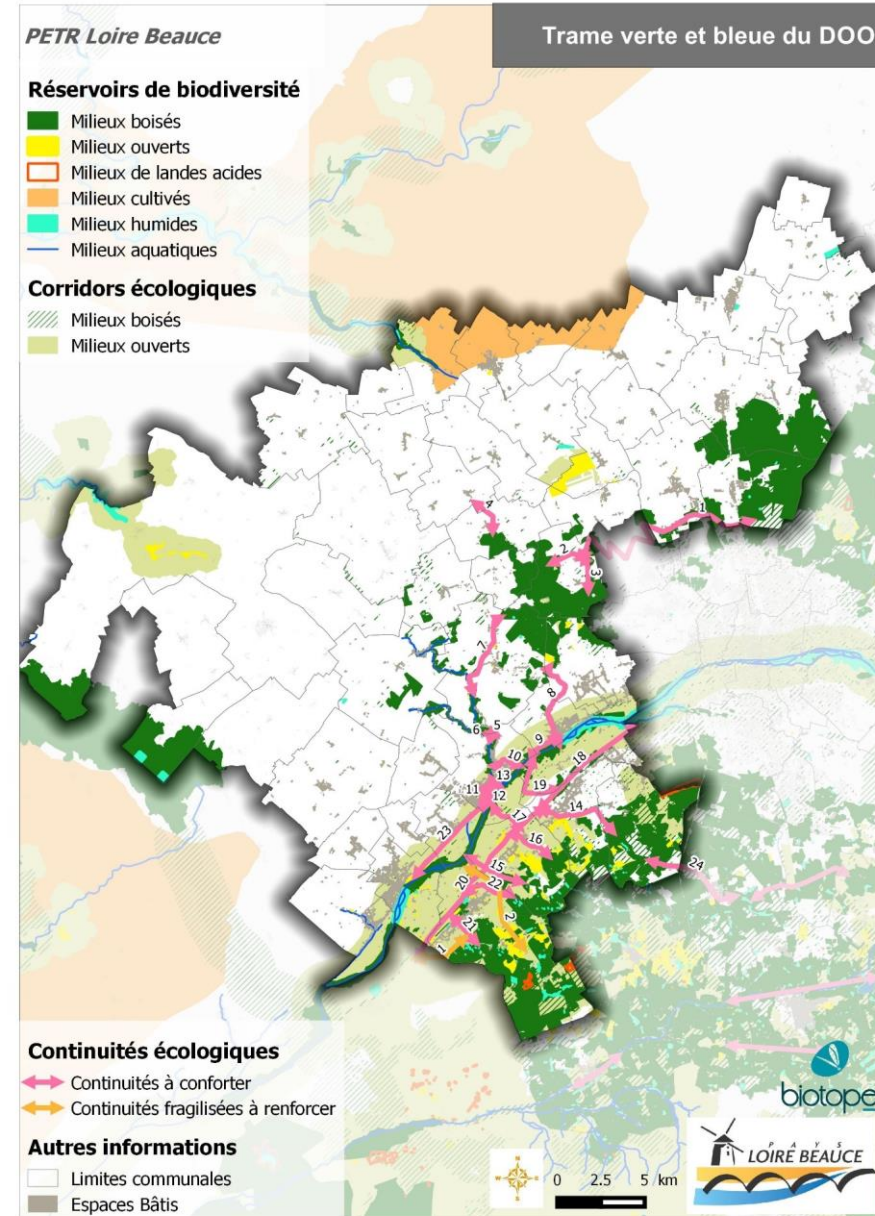 PETR Loire Beauce
Trame verte et bleue du DOO
Réservoirs de biodiversité
Milieux boisés
Milieux ouverts
Milieux de landes acides
Milieux cultivés
Milieux humides
Milieux aquatiques
Corridors écologiques
Milieux boisés
Milieux ouverts
1
4
2
3
7
8
5
6
9
10
18
13
11
12
19
14
17
16
23
15
24
20
22
2
21
1
Continuités écologiques
Continuités à conforter
Continuités fragilisées à renforcer
Autres informations
Limites communales
Espaces Bâtis
N
W E
S
0 2.5 5 km
biotope
PAYS
LOIRE BEAUCE